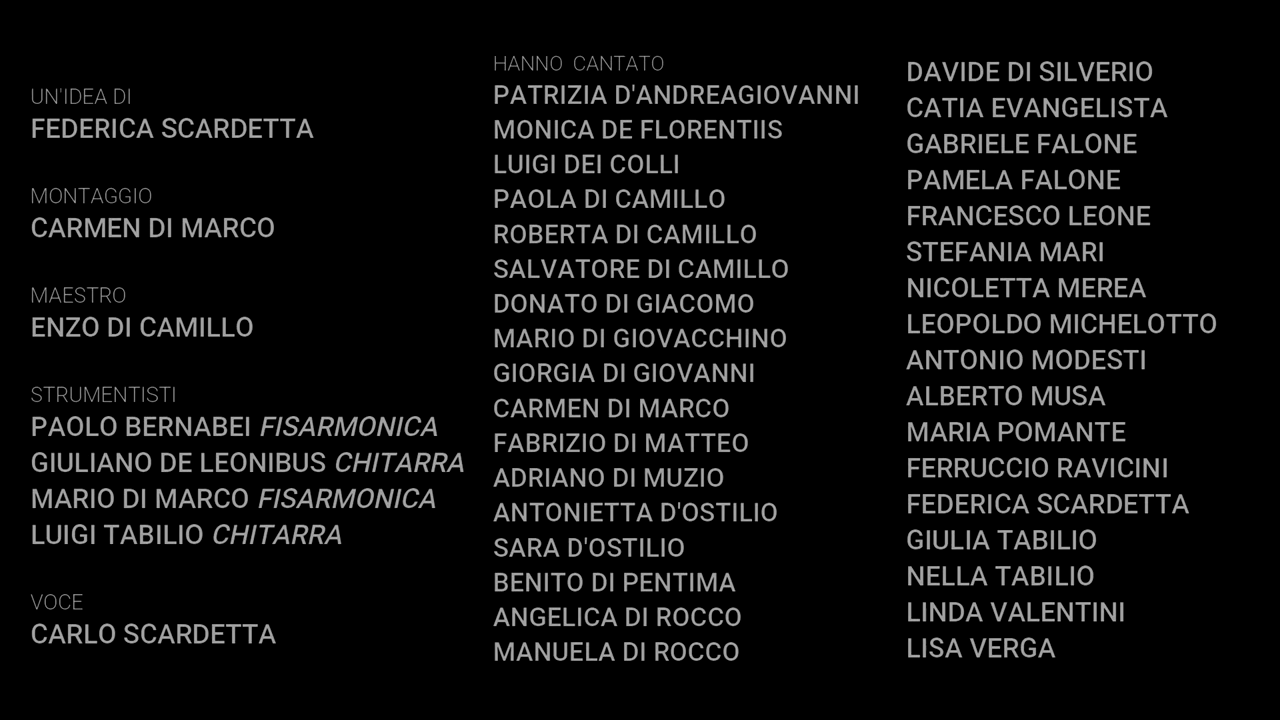 UN'IDEA DI
FEDERICA SCARDETTA
MONTAGGIO
CARMEN DI MARCO
MAESTRO
ENZO DI CAMILLO
STRUMENTISTI
PAOLO BERNABEI FISARMONICA
GIULIANO DE LEONIBUS CHITARRA
MARIO DI MARCO FISARMONICA
LUIGI TABILIO CHITARRA
VOCE
CARLO SCARDETTA
HANNO CANTATO
PATRIZIA D'ANDREAGIOVANNI
MONICA DE FLORENTIIS
LUIGI DEI COLLI
PAOLA DI CAMILLO
ROBERTA DI CAMILLO
SALVATORE DI CAMILLO
DONATO DI GIACOMO
MARIO DI GIOVACCHINO
GIORGIA DI GIOVANNI
CARMEN DI MARCO
FABRIZIO DI MATTEO
ADRIANO DI MUZIO
ANTONIETTA D'OSTILIO
SARA D'OSTILIO
BENITO DI PENTIMA
ANGELICA DI ROCCO
MANUELA DI ROCCO
DAVIDE DI SILVERIO
CATIA EVANGELISTA
GABRIELE FALONE
PAMELA FALONE
FRANCESCO LEONE
STEFANIA MARI
NICOLETTA MEREA
LEOPOLDO MICHELOTTO
ANTONIO MODESTI
ALBERTO MUSA
MARIA POMANTE
FERRUCCIO RAVICINI
FEDERICA SCARDETTA
GIULIA TABILIO
NELLA TABILIO
LINDA VALENTINI
LISA VERGA